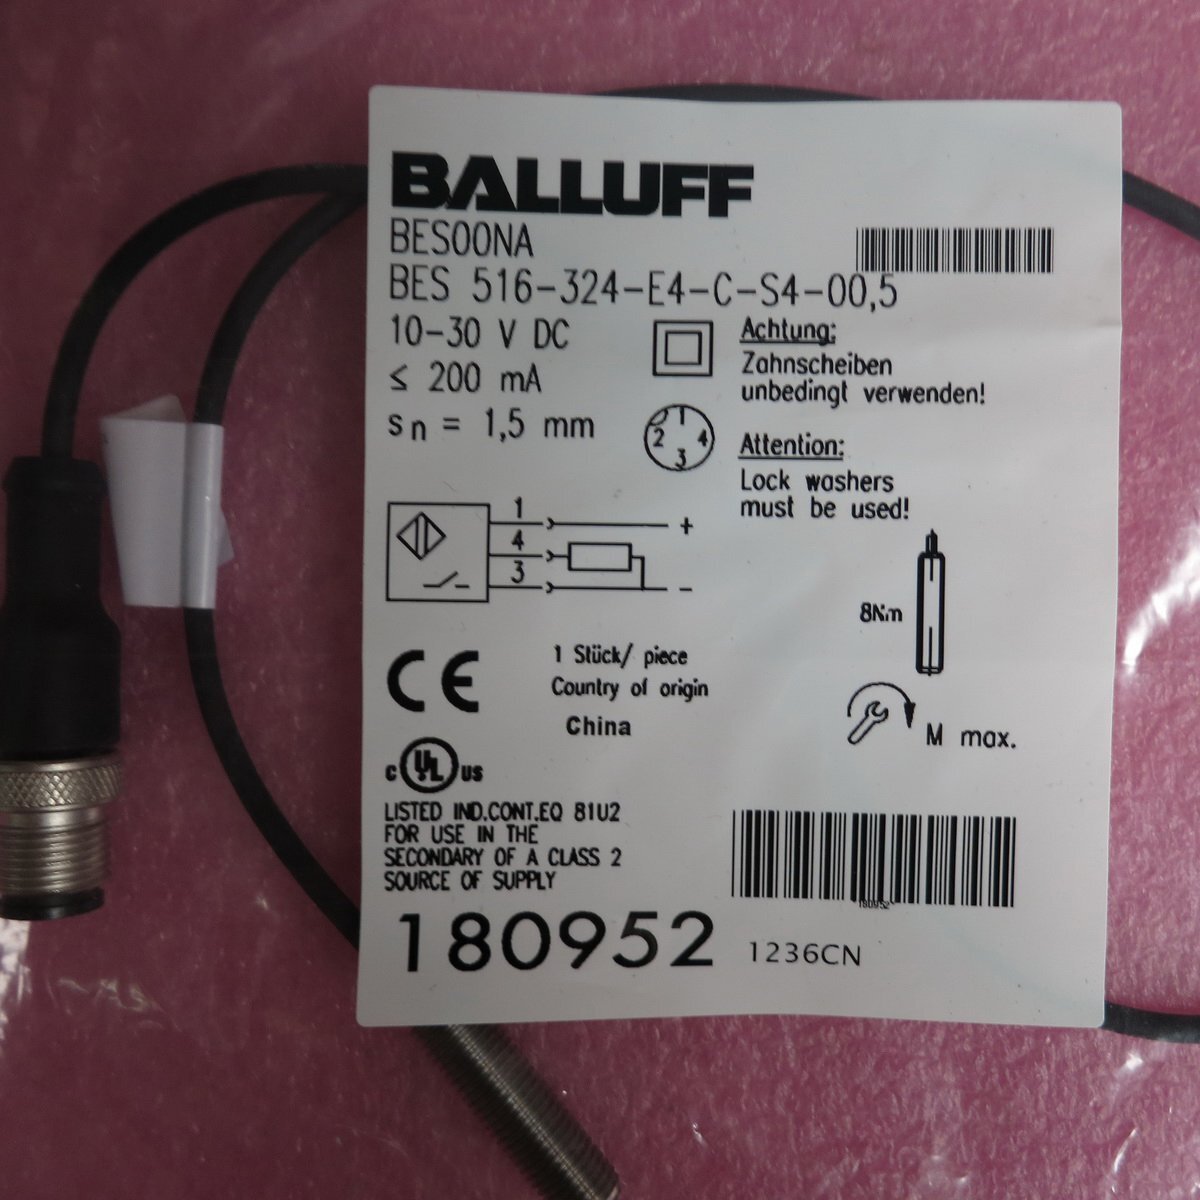 BALLUFF
BES00NA
BES 516-324-E4-C-S4-00,5
10-30 V DC
≤ 200 mA
sn = 1,5 mm
Achtung:
Zahnscheiben
unbedingt verwenden!
1
2 4
3
Attention:
Lock washers
must be used!
1 +
4
3 -
8Nm
M max.
CE
1 Stück/ piece
Country of origin
China
c UL us
LISTED IND.CONT.EQ 81U2
FOR USE IN THE
SECONDARY OF A CLASS 2
SOURCE OF SUPPLY
180952
180952
1236CN